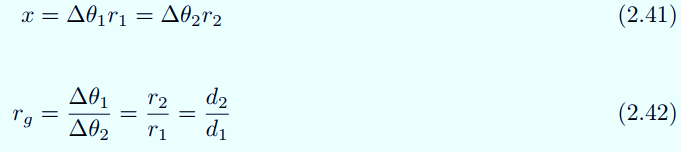 x = Δθ₁r₁ = Δθ₂r₂ (2.41)
r_g = Δθ₁/Δθ₂ = r₂/r₁ = d₂/d₁ (2.42)